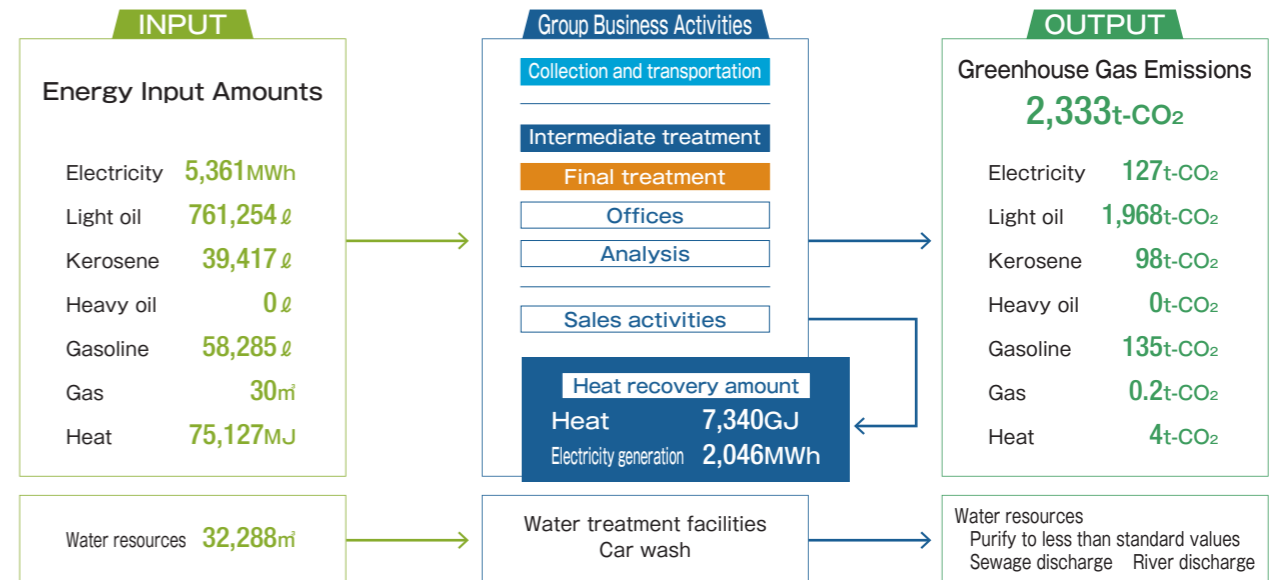 INPUT
Energy Input Amounts
Electricity 5,361MWh
Light oil 761,254ℓ
Kerosene 39,417ℓ
Heavy oil 0ℓ
Gasoline 58,285ℓ
Gas 30㎥
Heat 75,127MJ
Water resources 32,288㎥
Group Business Activities
Collection and transportation
Intermediate treatment
Final treatment
Offices
Analysis
Sales activities
Heat recovery amount
Heat 7,340GJ
Electricity generation 2,046MWh
Water treatment facilities
Car wash
OUTPUT
Greenhouse Gas Emissions
2,333t-CO₂
Electricity 127t-CO₂
Light oil 1,968t-CO₂
Kerosene 98t-CO₂
Heavy oil 0t-CO₂
Gasoline 135t-CO₂
Gas 0.2t-CO₂
Heat 4t-CO₂
Water resources
Purify to less than standard values
Sewage discharge River discharge